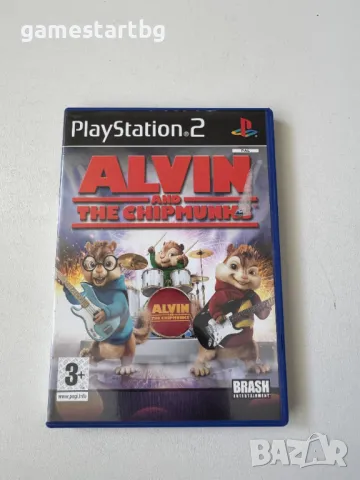 gamestartbg
PlayStation®2
PAL
ALVIN
AND
THE CHIPMUNKS
ALVIN
AND
THE CHIPMUNKS
3+
www.pegi.info
BRASH
ENTERTAINMENT
BAZAR